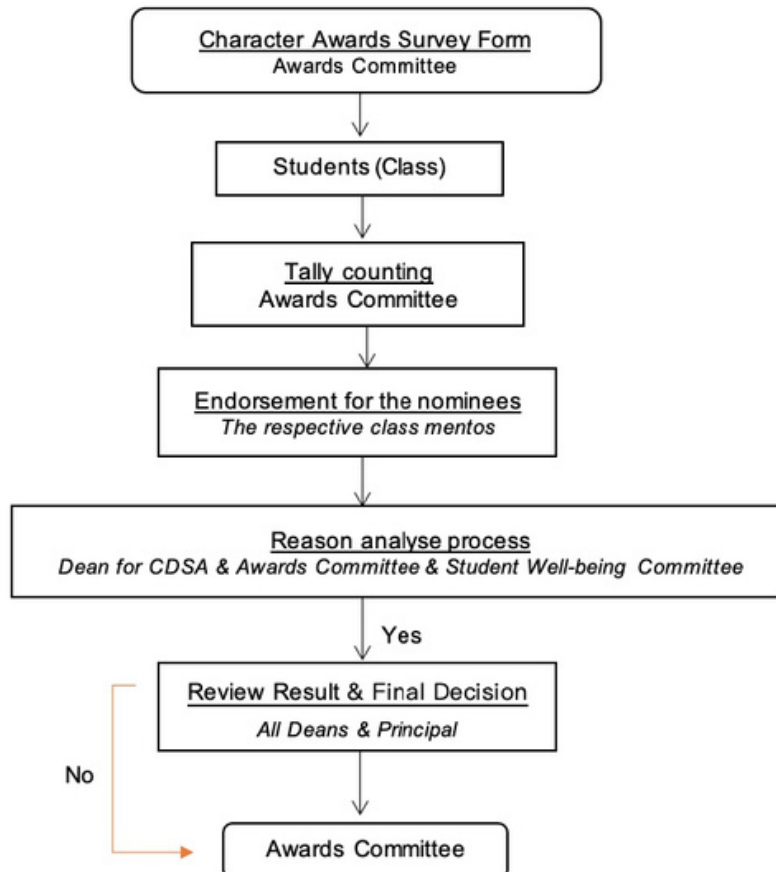 Character Awards Survey Form
Awards Committee
Students (Class)
Tally counting
Awards Committee
Endorsement for the nominees
The respective class mentos
Reason analyse process
Dean for CDSA & Awards Committee & Student Well-being Committee
Yes
Review Result & Final Decision
All Deans & Principal
No
Awards Committee